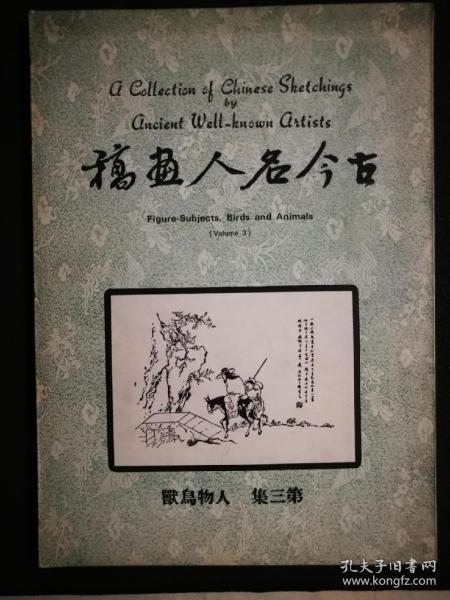 A Collection of Chinese Sketchings
by
Ancient Well-known Artists
古今名人画稿
Figure-Subjects, Birds and Animals
(Volume 3)
第三集 人物鳥獸
孔夫子旧书网
www.kongfz.com